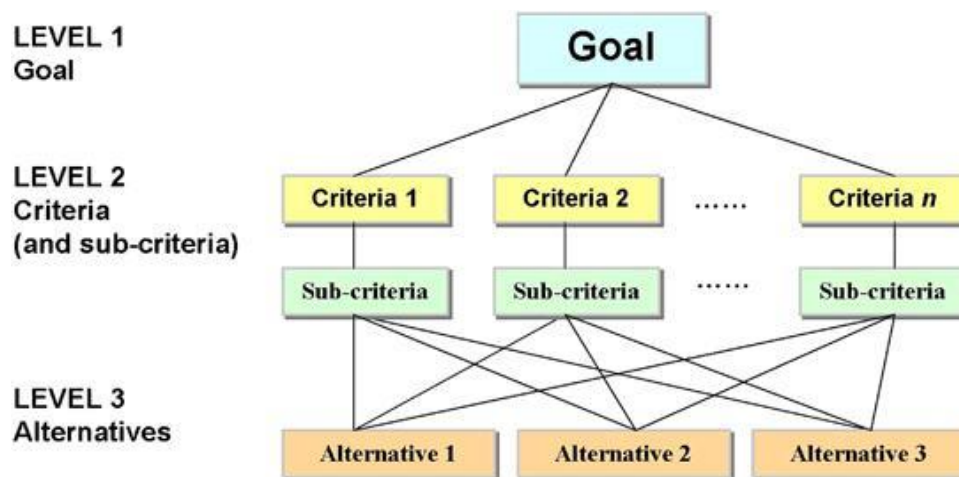 LEVEL 1
Goal
Goal
LEVEL 2
Criteria
(and sub-criteria)
Criteria 1
Criteria 2
......
Criteria n
Sub-criteria
Sub-criteria
......
Sub-criteria
LEVEL 3
Alternatives
Alternative 1
Alternative 2
Alternative 3